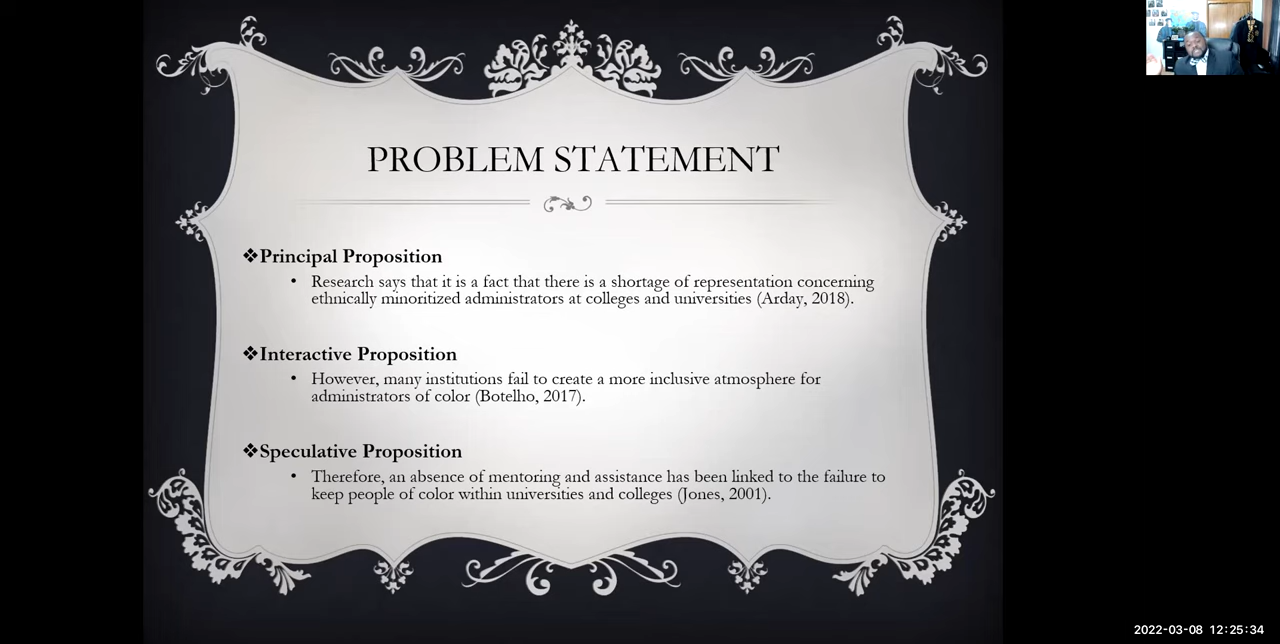 PROBLEM STATEMENT
❖Principal Proposition
• Research says that it is a fact that there is a shortage of representation concerning
ethnically minoritized administrators at colleges and universities (Arday, 2018).
❖Interactive Proposition
• However, many institutions fail to create a more inclusive atmosphere for
administrators of color (Botelho, 2017).
❖Speculative Proposition
• Therefore, an absence of mentoring and assistance has been linked to the failure to
keep people of color within universities and colleges (Jones, 2001).
2022-03-08 12:25:34